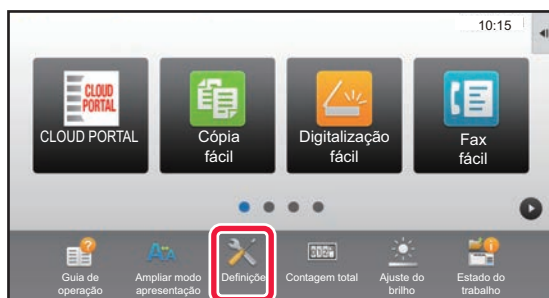 10:15
CLOUD
PORTAL
CLOUD PORTAL
Cópia
fácil
Digitalização
fácil
Fax
fácil
Guia de
operação
Ampliar modo
apresentação
Definiçõe
Contagem total
Ajuste do
brilho
Estado do
trabalho